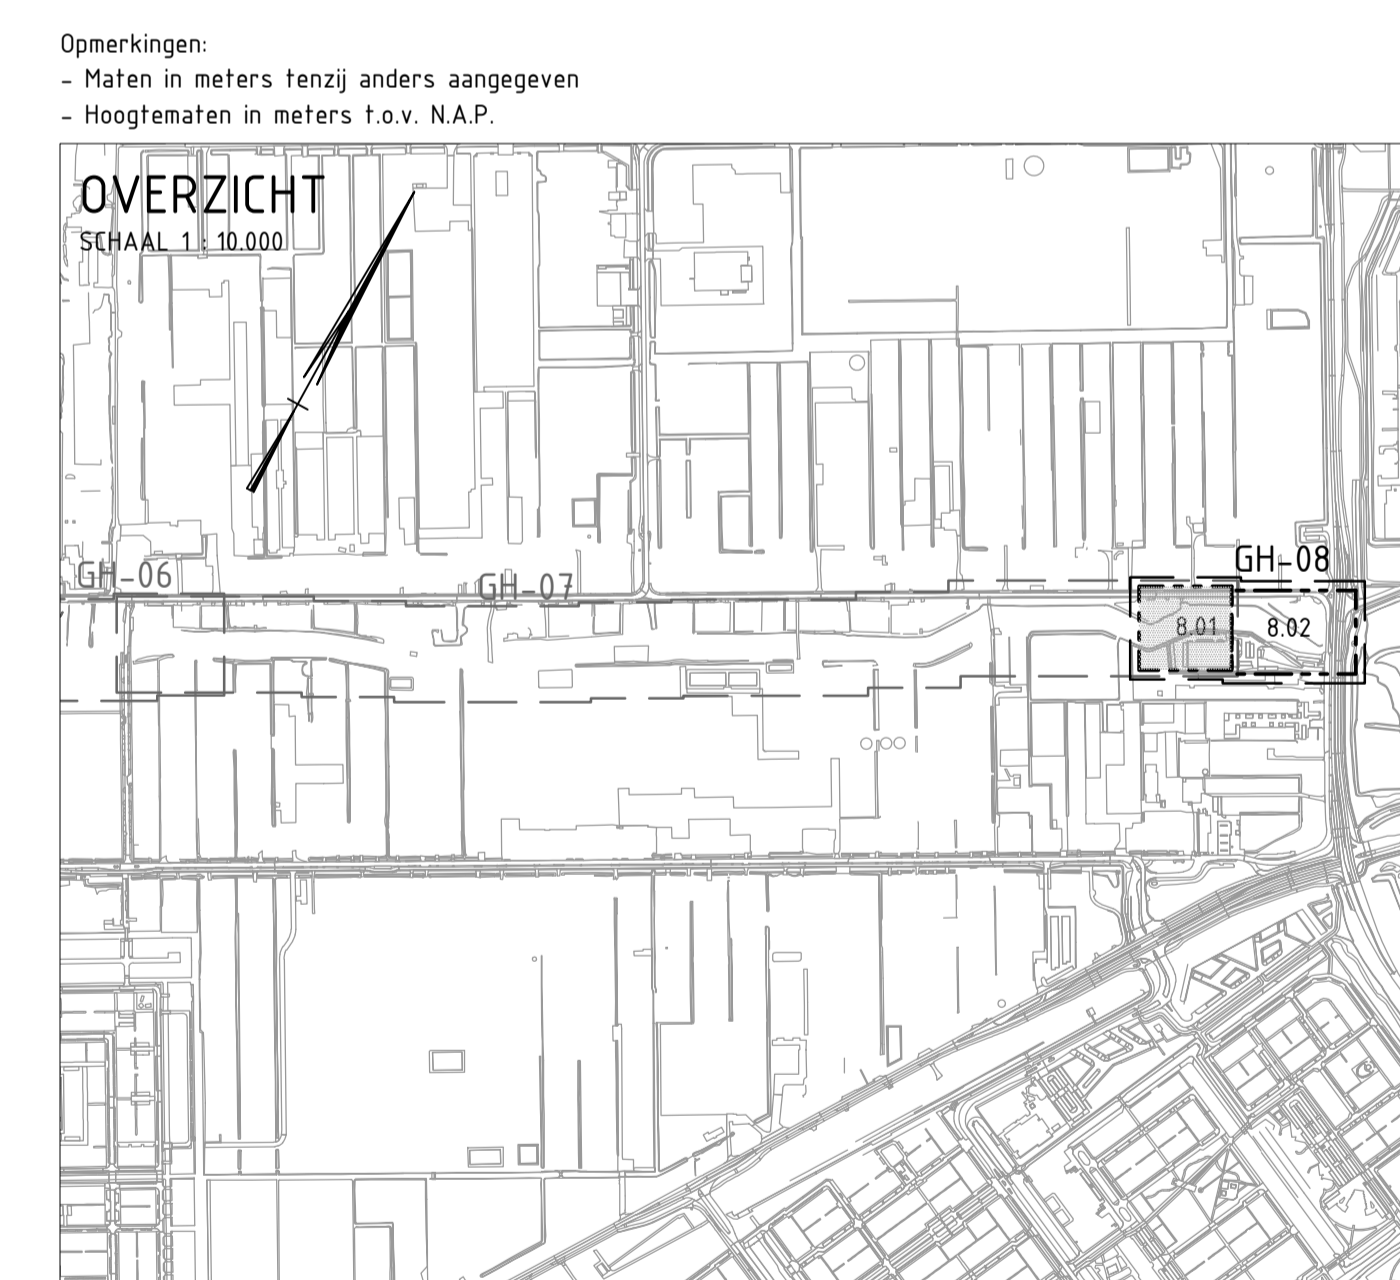 Opmerkingen:
- Maten in meters tenzij anders aangegeven
- Hoogtematen in meters t.o.v. N.A.P.
OVERZICHT
SCHAAL 1 : 10.000
GH-08
GH-06
GH-07
8.01
8.02